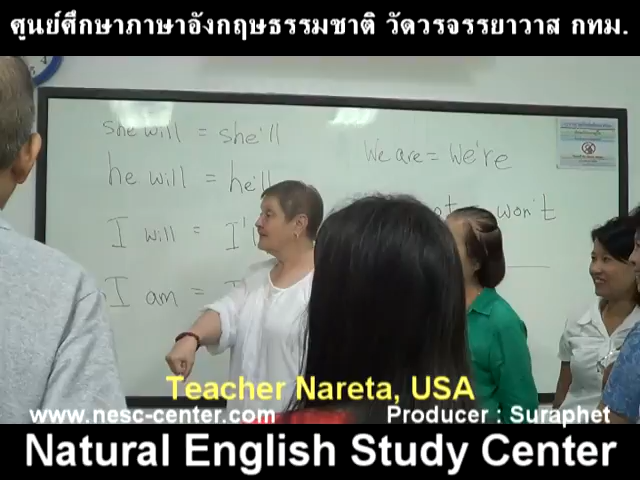 ศูนย์ศึกษาภาษาอังกฤษธรรมชาติ วัดวรจรรยาวาส กทม.
she will = she'll
he will = he'll
I will = I'
I am =
We are = We're
won't
Teacher Nareta, USA
www.nesc-center.com
Producer : Suraphet
Natural English Study Center